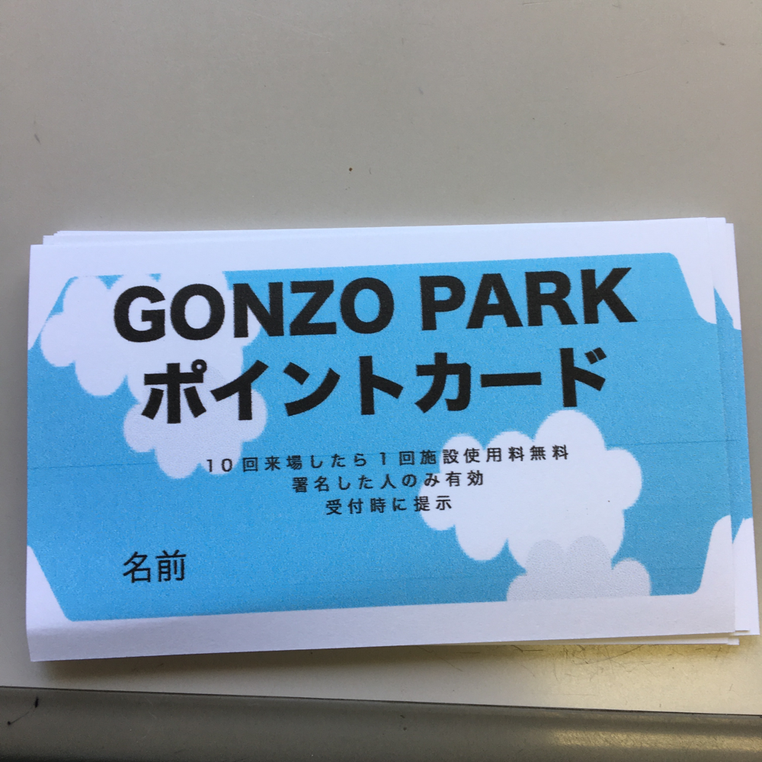 GONZO PARK
ポイントカード
10回来場したら1回施設使用料無料
署名した人のみ有効
受付時に提示
名前